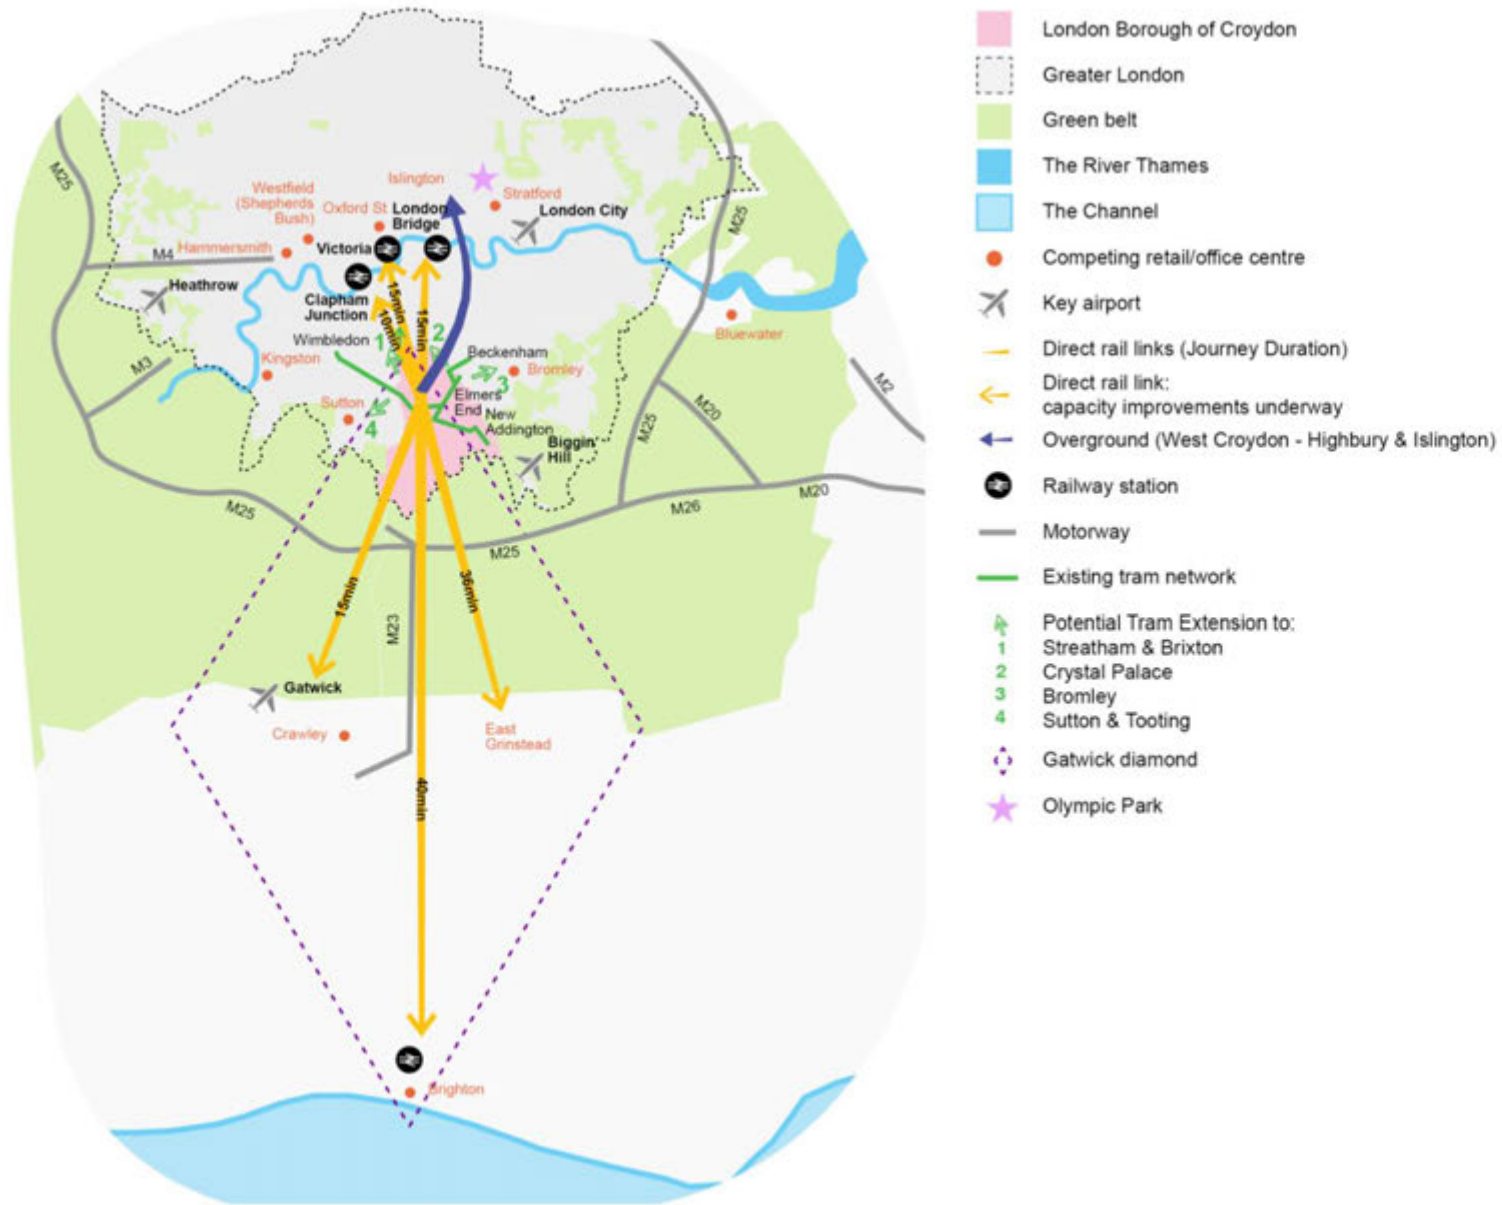 London Borough of Croydon
Greater London
Green belt
The River Thames
The Channel
Competing retail/office centre
Key airport
Direct rail links (Journey Duration)
Direct rail link:
capacity improvements underway
Overground (West Croydon - Highbury & Islington)
Railway station
Motorway
Existing tram network
Potential Tram Extension to:
1 Streatham & Brixton
2 Crystal Palace
3 Bromley
4 Sutton & Tooting
Gatwick diamond
Olympic Park
M25
Islington
Westfield
(Shepherds
Bush)
Stratford
Oxford St
London
Bridge
London City
M25
Hammersmith
Victoria
M4
Heathrow
Clapham
Junction
15min
10min
15min
Wimbledon
1
2
Bluewater
M3
Kingston
Beckenham
Bromley
3
M2
Sutton
4
Elmers
End
New
Addington
M20
M25
Biggin
Hill
M25
M26
M20
M25
15min
36min
M23
Gatwick
Crawley
East
Grinstead
40min
Brighton